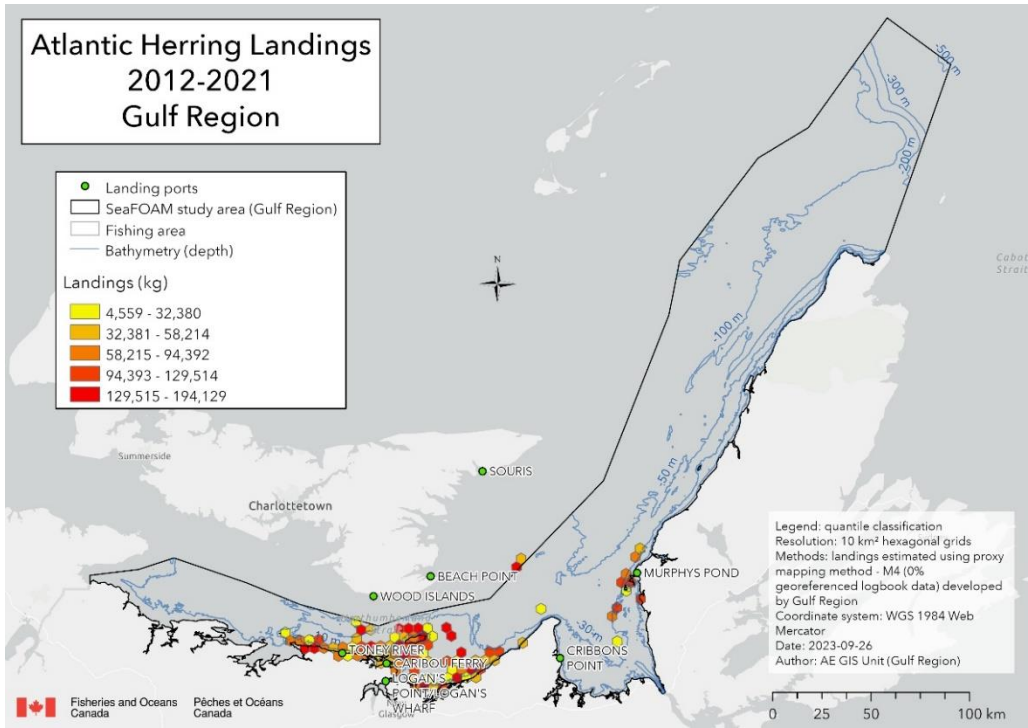 Atlantic Herring Landings
2012-2021
Gulf Region
Landing ports
SeaFOAM study area (Gulf Region)
Fishing area
Bathymetry (depth)
Landings (kg)
4,559 - 32,380
32,381 - 58,214
58,215 - 94,392
94,393 - 129,514
129,515 - 194,129
N
-500 m
-300 m
-200 m
-100 m
-50 m
-30 m
Cabot
Strait
Summerside
Charlottetown
SOURIS
BEACH POINT
WOOD ISLANDS
MURPHYS POND
TONEY RIVER
CARIBOU FERRY
LOGAN'S
POINT/LOGAN'S
WHARF
Glasgow
CRIBBONS
POINT
Legend: quantile classification
Resolution: 10 km² hexagonal grids
Methods: landings estimated using proxy
mapping method - M4 (0%
georeferenced logbook data) developed
by Gulf Region
Coordinate system: WGS 1984 Web
Mercator
Date: 2023-09-26
Author: AE GIS Unit (Gulf Region)
0 25 50 100 km
Fisheries and Oceans Pêches et Océans
Canada Canada